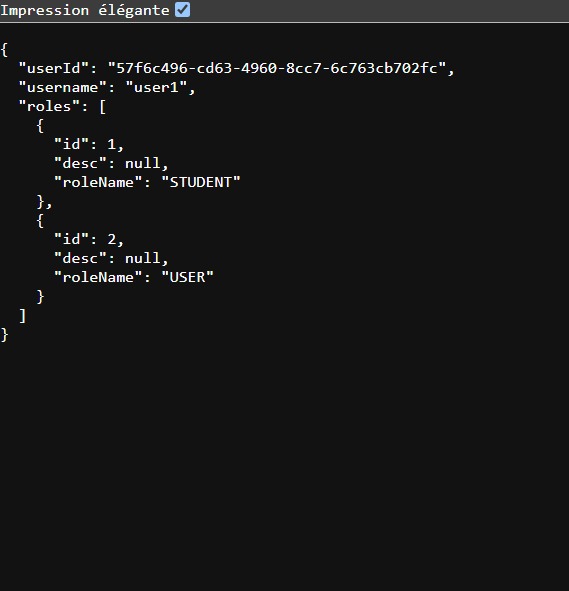 Impression élégante
{
  "userId": "57f6c496-cd63-4960-8cc7-6c763cb702fc",
  "username": "user1",
  "roles": [
    {
      "id": 1,
      "desc": null,
      "roleName": "STUDENT"
    },
    {
      "id": 2,
      "desc": null,
      "roleName": "USER"
    }
  ]
}